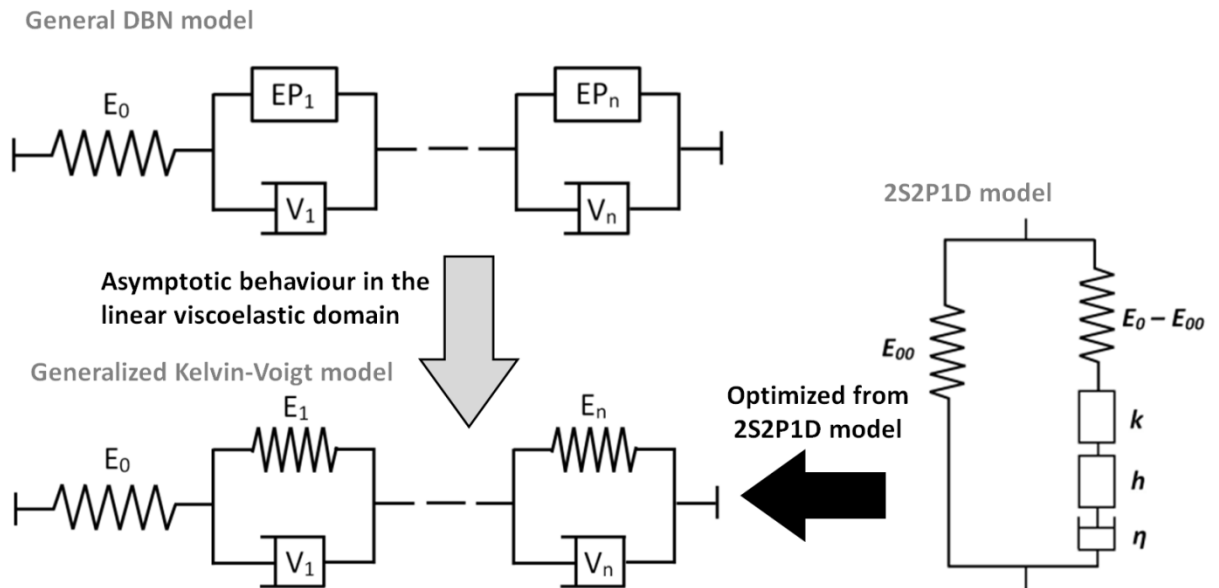 General DBN model
E₀
EP₁
V₁
EPₙ
Vₙ
Asymptotic behaviour in the
linear viscoelastic domain
Generalized Kelvin-Voigt model
E₀
E₁
V₁
Eₙ
Vₙ
Optimized from
2S2P1D model
2S2P1D model
E₀₀
E₀ – E₀₀
k
h
η